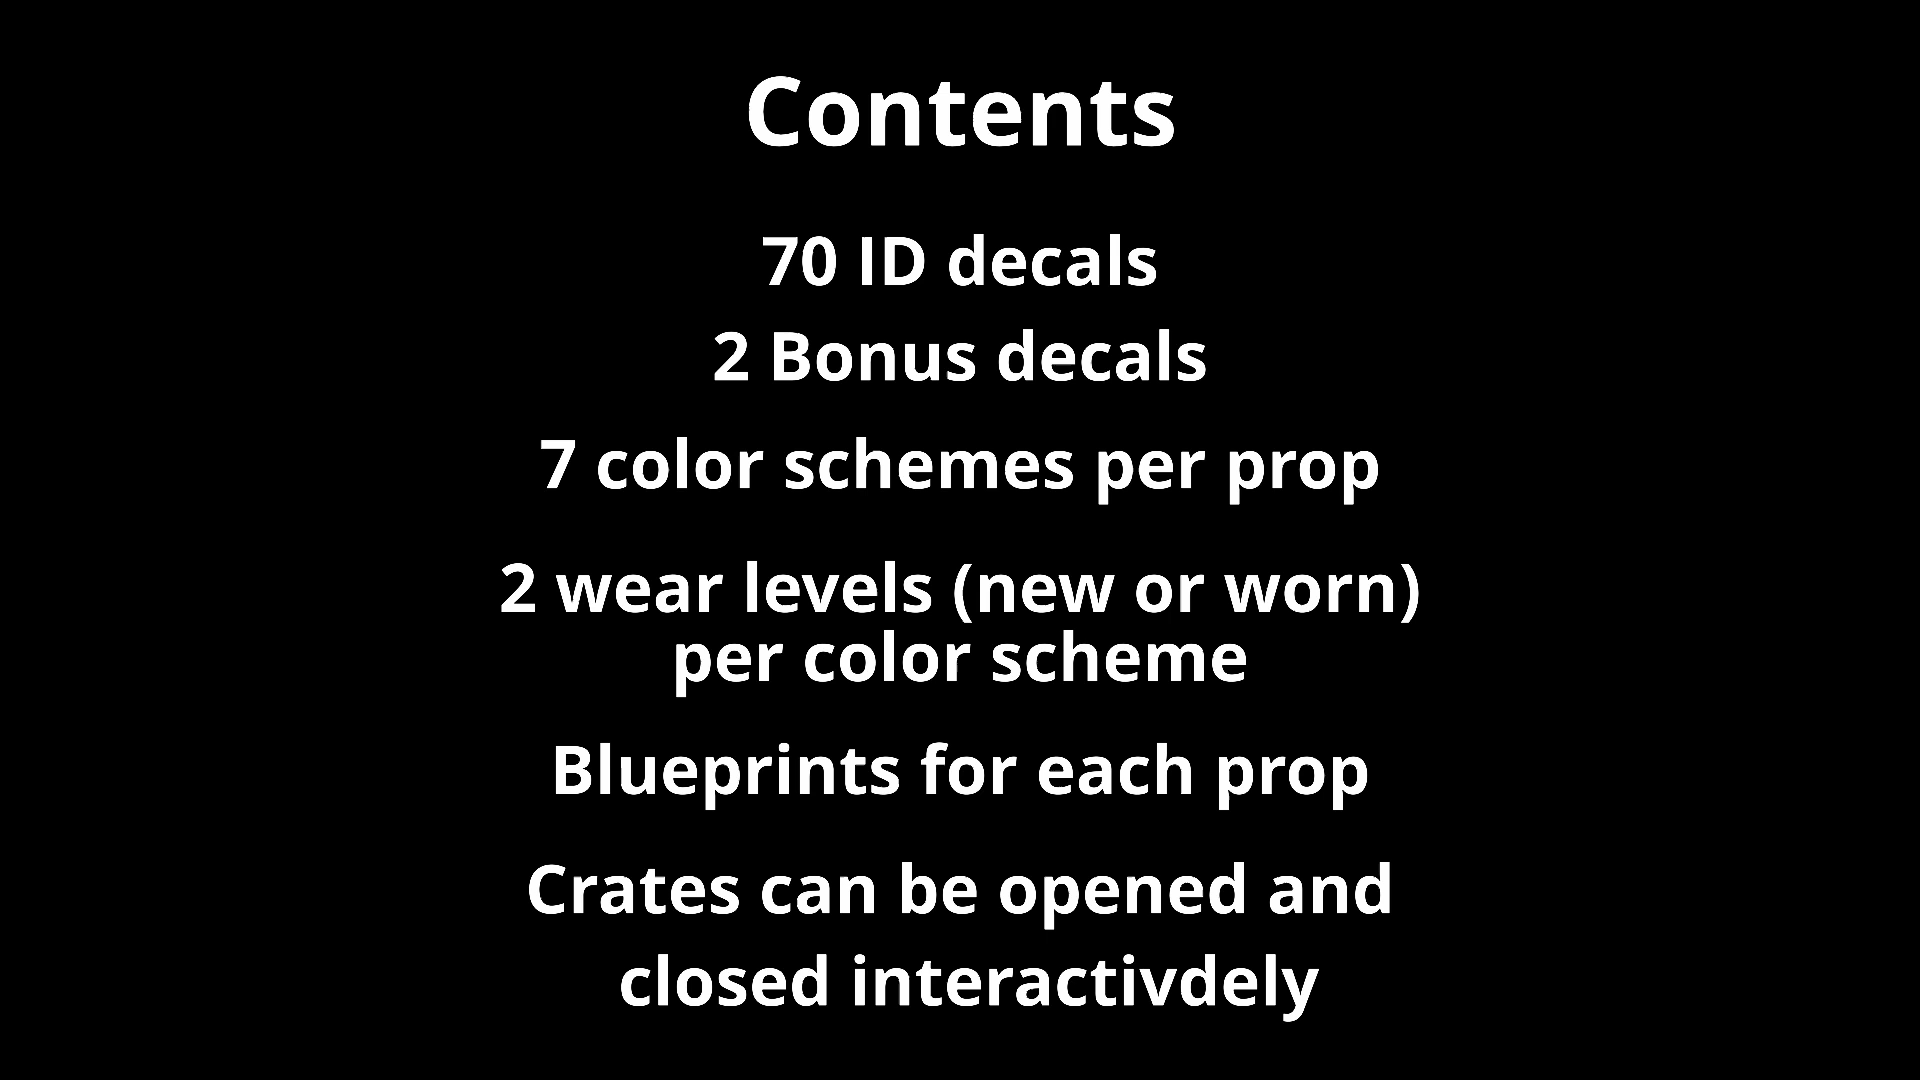 Contents
70 ID decals
2 Bonus decals
7 color schemes per prop
2 wear levels (new or worn)
per color scheme
Blueprints for each prop
Crates can be opened and
closed interactivdely